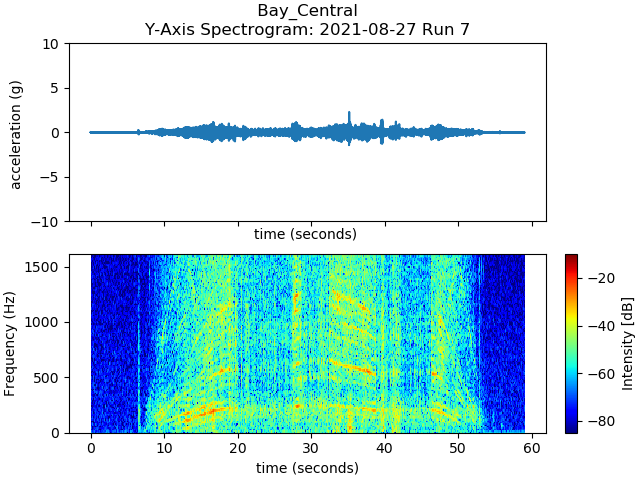 Bay_Central
Y-Axis Spectrogram: 2021-08-27 Run 7
10
5
0
−5
−10
acceleration (g)
time (seconds)
1500
1000
500
0
Frequency (Hz)
0 10 20 30 40 50 60
time (seconds)
−20
−40
−60
−80
Intensity [dB]